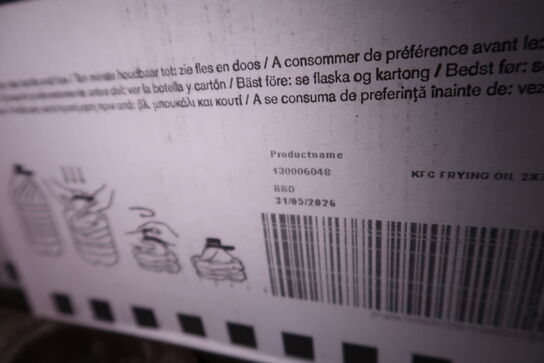 Ten minste houdbaar tot: zie fles en doos / A consommer de préférence avant le:
ver la botella y cartón / Bäst före: se flaska og kartong / Bedst før: se
βλ. μπουκάλι και κουτί / A se consuma de preferință înainte de: vez
Productname
130006048
KFC FRYING OIL 2X7
BBD
31/05/2026